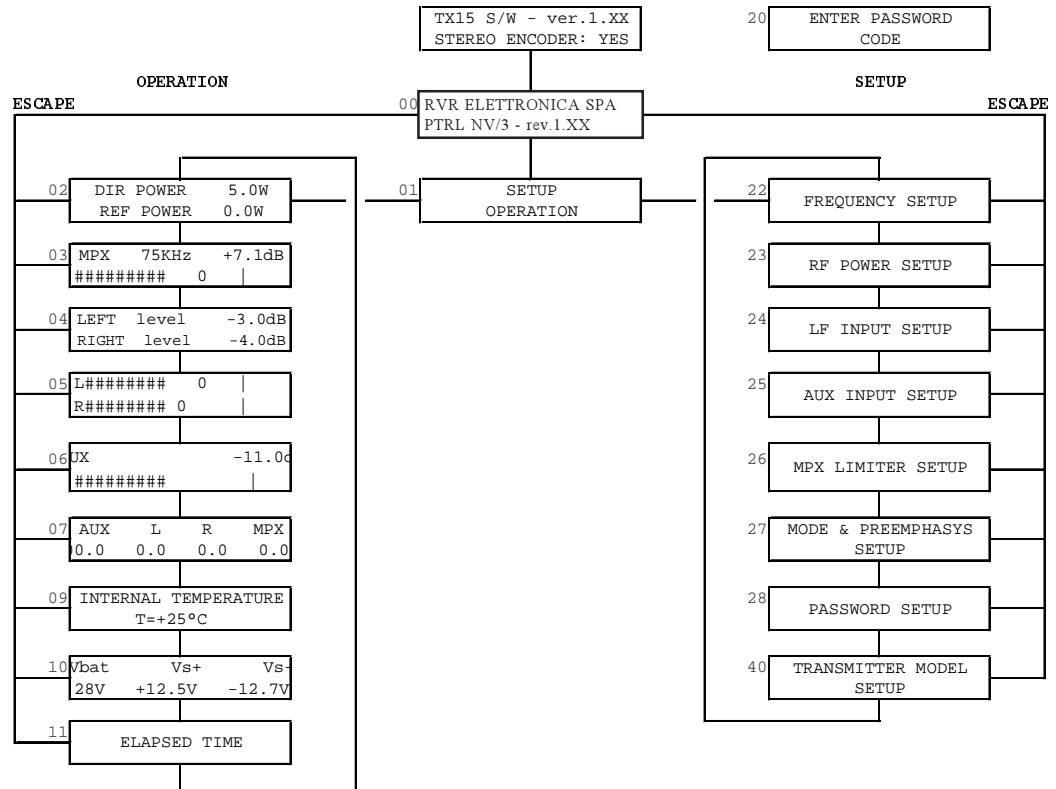 TX15 S/W - ver.1.XX
STEREO ENCODER: YES
20 ENTER PASSWORD
CODE
OPERATION
SETUP
ESCAPE
ESCAPE
00 RVR ELETTRONICA SPA
PTRL NV/3 - rev.1.XX
02 DIR POWER 5.0W
REF POWER 0.0W
01 SETUP
OPERATION
22 FREQUENCY SETUP
03 MPX 75KHz +7.1dB
######### 0 |
23 RF POWER SETUP
04 LEFT level -3.0dB
RIGHT level -4.0dB
24 LF INPUT SETUP
05 L######## 0 |
R######## 0 |
25 AUX INPUT SETUP
06 UX -11.0d
######### |
26 MPX LIMITER SETUP
07 AUX L R MPX
0.0 0.0 0.0 0.0
27 MODE & PREEMPHASYS
SETUP
09 INTERNAL TEMPERATURE
T=+25°C
28 PASSWORD SETUP
10 Vbat Vs+ Vs-
28V +12.5V -12.7V
40 TRANSMITTER MODEL
SETUP
11 ELAPSED TIME